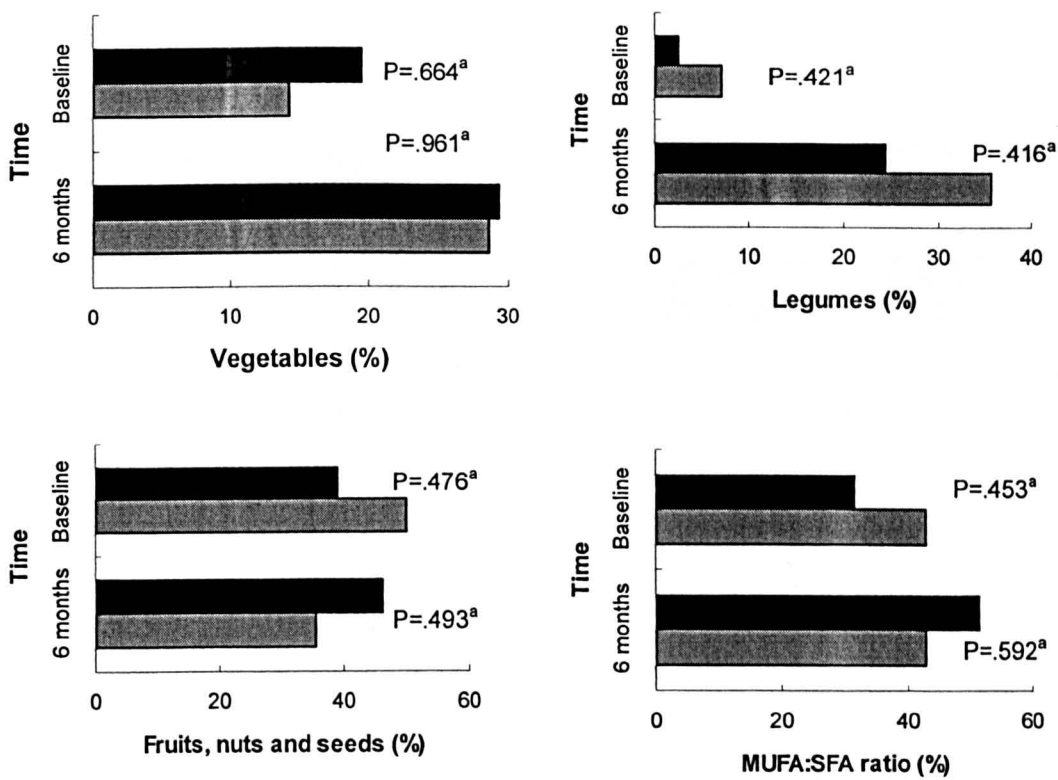 Time
Baseline
6 months
P=.664ᵃ
P=.961ᵃ
0 10 20 30
Vegetables (%)
Time
Baseline
6 months
P=.421ᵃ
P=.416ᵃ
0 10 20 30 40
Legumes (%)
Time
Baseline
6 months
P=.476ᵃ
P=.493ᵃ
0 20 40 60
Fruits, nuts and seeds (%)
Time
Baseline
6 months
P=.453ᵃ
P=.592ᵃ
0 20 40 60
MUFA:SFA ratio (%)